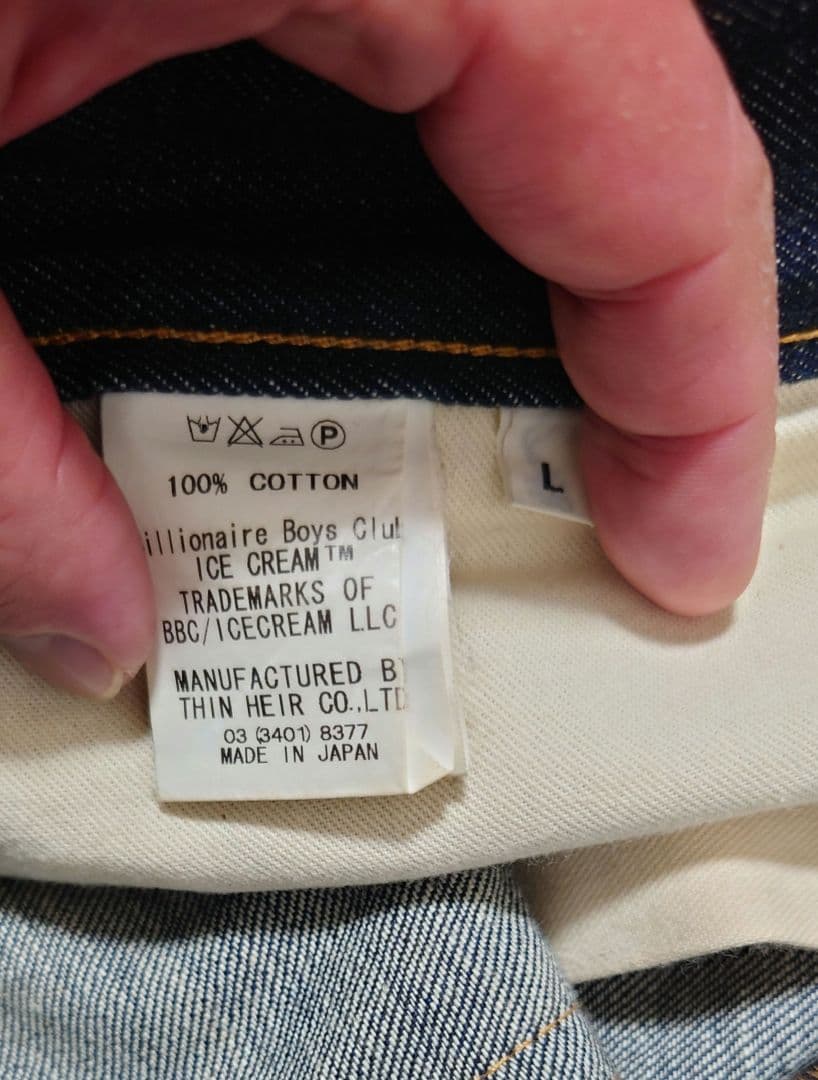 P
100% COTTON
L
illionaire Boys Clu
ICE CREAM™
TRADEMARKS OF
BBC/ICECREAM LLC
MANUFACTURED B
THIN HEIR CO.,LTD
03 (3401) 8377
MADE IN JAPAN